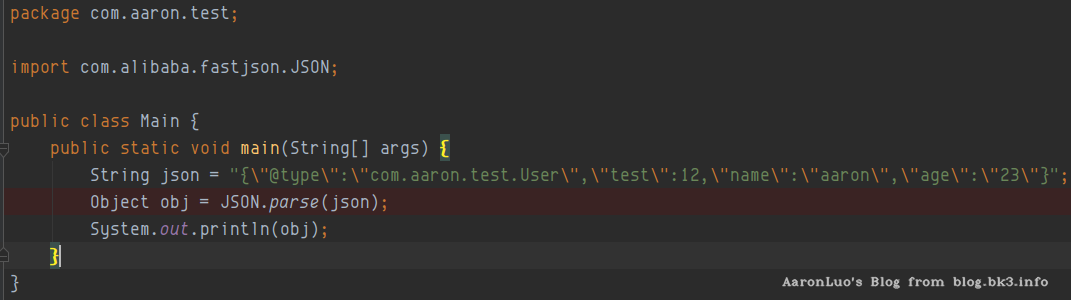 package com.aaron.test;
import com.alibaba.fastjson.JSON;
public class Main {
public static void main(String[] args) {
String json = "{\"@type\":\"com.aaron.test.User\",\"test\":12,\"name\":\"aaron\",\"age\":\"23\"}";
Object obj = JSON.parse(json);
System.out.println(obj);
}
}
AaronLuo's Blog from blog.bk3.info